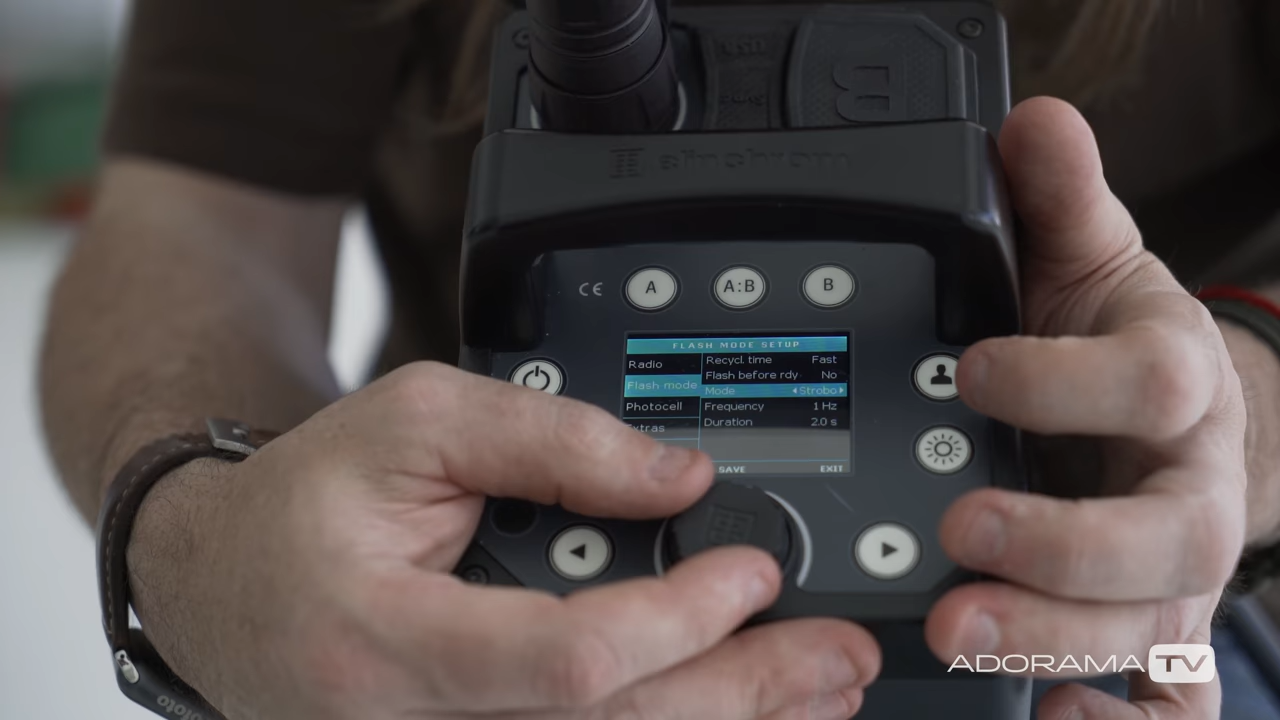 elinchrom
CE
A
A:B
B
FLASH MODE SETUP
Radio
Flash mode
Photocell
Extras
Recycl. time Fast
Flash before rdy No
Mode Strobo
Frequency 1 Hz
Duration 2.0 s
SAVE
EXIT
ADORAMA TV